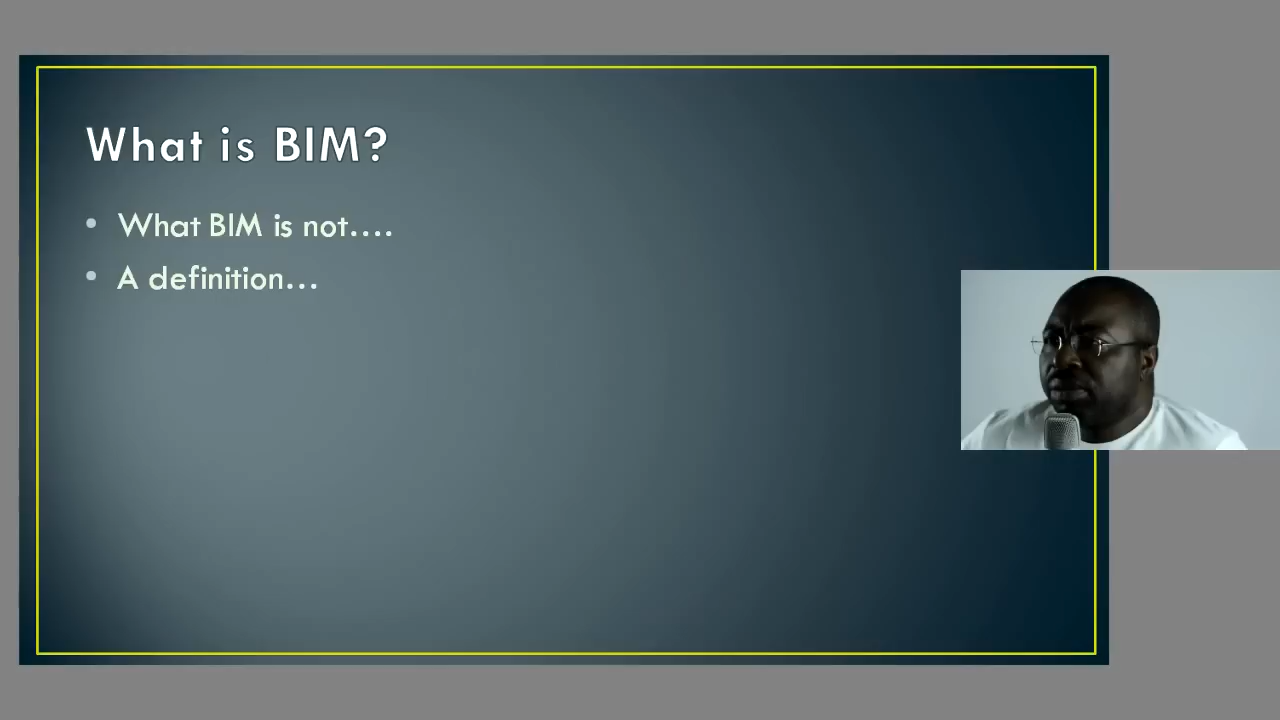 What is BIM?
• What BIM is not....
• A definition...